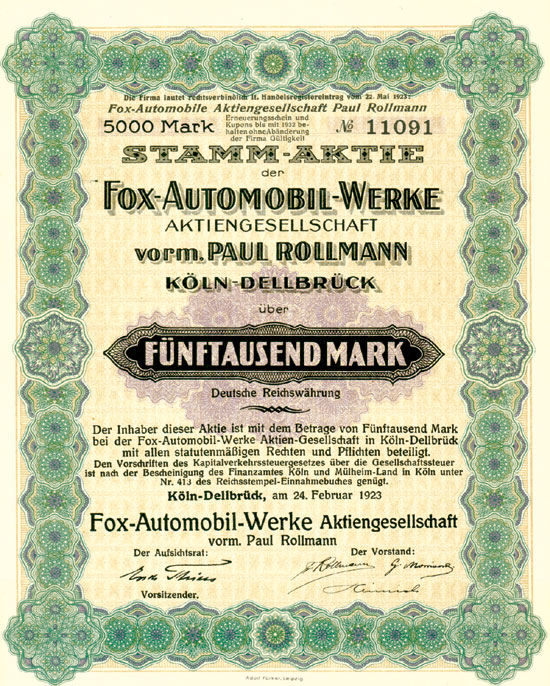 Die Firma lautet rechtsverbindlich lt. Handelsregistereintrag vom 22. Mai 1923:
Fox-Automobile Aktiengesellschaft Paul Rollmann
5000 Mark
Erneuerungsschein und
Kupons bis mit 1932 be-
halten ohne Abänderung
der Firma Gültigkeit
№ 11091
STAMM-AKTIE
der
FOX-AUTOMOBIL-WERKE
AKTIENGESELLSCHAFT
vorm. PAUL ROLLMANN
KÖLN-DELLBRÜCK
über
FÜNFTAUSEND MARK
Deutsche Reichswährung
Der Inhaber dieser Aktie ist mit dem Betrage von Fünftausend Mark
bei der Fox-Automobil-Werke Aktien-Gesellschaft in Köln-Dellbrück
mit allen statutenmäßigen Rechten und Pflichten beteiligt.
Den Vorschriften des Kapitalverkehrssteuergesetzes über die Gesellschaftssteuer
ist nach der Bescheinigung des Finanzamtes Köln und Mülheim-Land in Köln unter
Nr. 413 des Reichsstempel-Einnahmebuches genügt.
Köln-Dellbrück, am 24. Februar 1923
Fox-Automobil-Werke Aktiengesellschaft
vorm. Paul Rollmann
Der Aufsichtsrat:
Der Vorstand:
Rollmann
Vorsitzender.
Leipzig